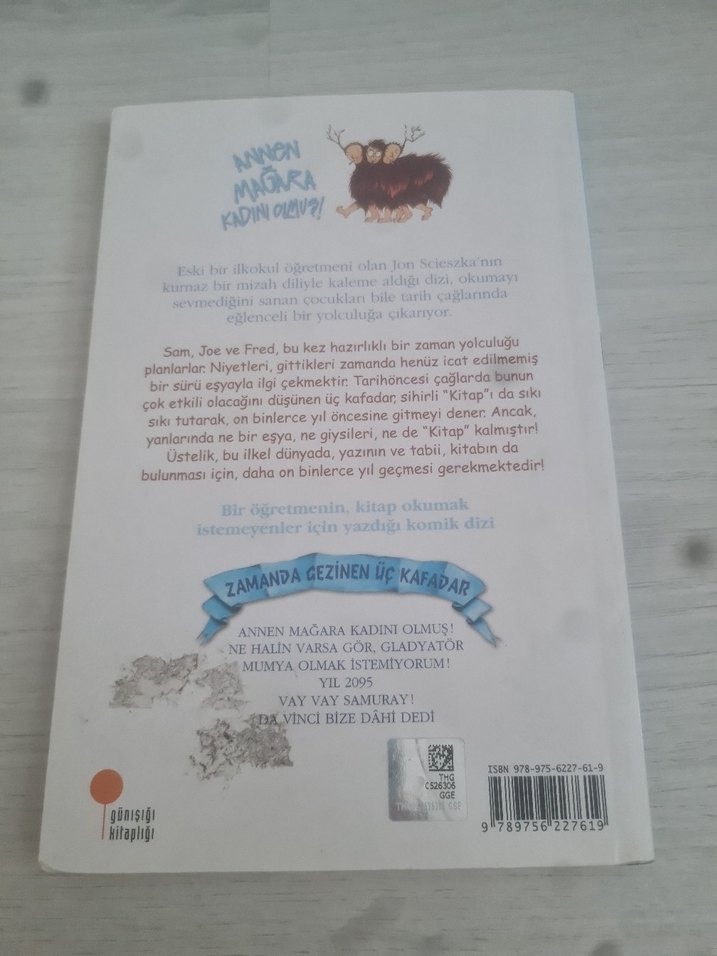 ANNEN
MAĞARA
KADINI OLMUŞ!
Eski bir ilkokul öğretmeni olan Jon Scieszka'nın
kurnaz bir mizah diliyle kaleme aldığı dizi, okumayı
sevmediğini sanan çocukları bile tarih çağlarında
eğlenceli bir yolculuğa çıkarıyor.
Sam, Joe ve Fred, bu kez hazırlıklı bir zaman yolculuğu
planlarlar. Niyetleri, gittikleri zamanda henüz icat edilmemiş
bir sürü eşyayla ilgi çekmektir. Tarihöncesi çağlarda bunun
çok etkili olacağını düşünen üç kafadar, sihirli “Kitap”ı da sıkı
sıkı tutarak, on binlerce yıl öncesine gitmeyi dener. Ancak,
yanlarında ne bir eşya, ne giysileri, ne de “Kitap” kalmıştır!
Üstelik, bu ilkel dünyada, yazının ve tabii, kitabın da
bulunması için, daha on binlerce yıl geçmesi gerekmektedir!
Bir öğretmenin, kitap okumak
istemeyenler için yazdığı komik dizi
ZAMANDA GEZİNEN ÜÇ KAFADAR
ANNEN MAĞARA KADINI OLMUŞ!
NE HALİN VARSA GÖR, GLADYATÖR
MUMYA OLMAK İSTEMİYORUM!
YIL 2095
VAY VAY SAMURAY!
DA VİNCİ BİZE DÂHİ DEDİ
THG
C526306
GGE
günışığı
kitaplığı
ISBN 978-975-6227-61-9
9 789756 227619